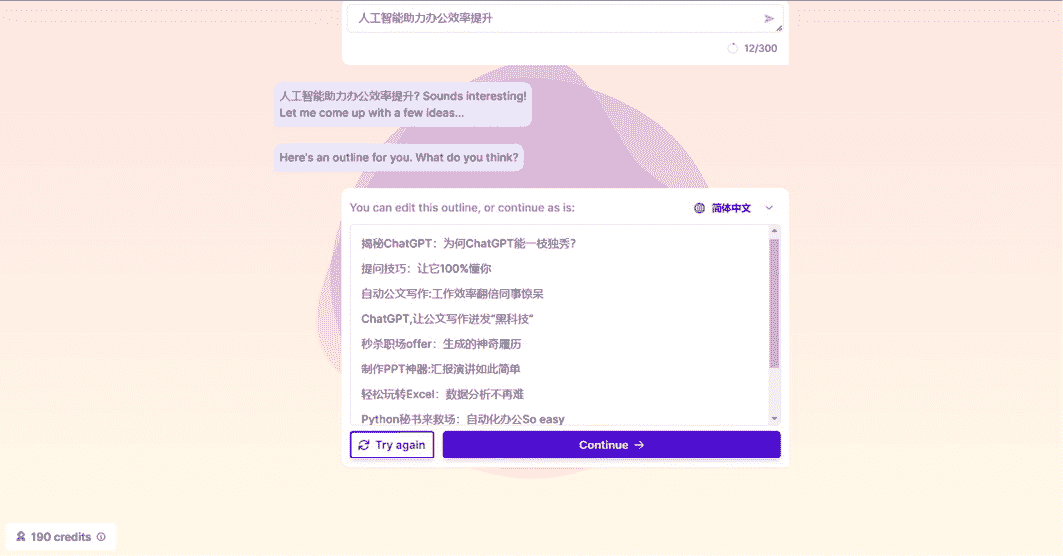 人工智能助力办公效率提升
12/300
人工智能助力办公效率提升? Sounds interesting!
Let me come up with a few ideas...
Here's an outline for you. What do you think?
You can edit this outline, or continue as is:
简体中文
揭秘ChatGPT：为何ChatGPT能一枝独秀?
提问技巧：让它100%懂你
自动公文写作:工作效率翻倍同事惊呆
ChatGPT,让公文写作迸发“黑科技”
秒杀职场offer：生成的神奇履历
制作PPT神器:汇报演讲如此简单
轻松玩转Excel：数据分析不再难
Python秘书来救场：自动化办公So easy
Try again
Continue →
190 credits